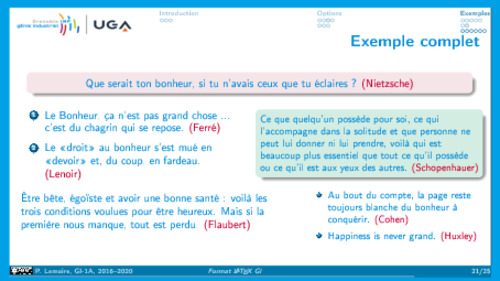 Grenoble INP
génie industriel
UGA
Introduction
Options
Exemples
Exemple complet
Que serait ton bonheur, si tu n'avais ceux que tu éclaires ? (Nietzsche)
1 Le Bonheur, ça n'est pas grand chose ...
c'est du chagrin qui se repose. (Ferré)
2 Le «droit» au bonheur s'est mué en
«devoir» et, du coup, en fardeau.
(Lenoir)
Être bête, égoïste et avoir une bonne santé : voilà les
trois conditions voulues pour être heureux. Mais si la
première nous manque, tout est perdu. (Flaubert)
Ce que quelqu'un possède pour soi, ce qui
l'accompagne dans la solitude et que personne ne
peut lui donner ni lui prendre, voilà qui est
beaucoup plus essentiel que tout ce qu'il possède
ou ce qu'il est aux yeux des autres. (Schopenhauer)
Au bout du compte, la page reste
toujours blanche du bonheur à
conquérir. (Cohen)
Happiness is never grand. (Huxley)
P. Lemaire, GI-1A, 2016–2020
Format LATEX GI
21/25